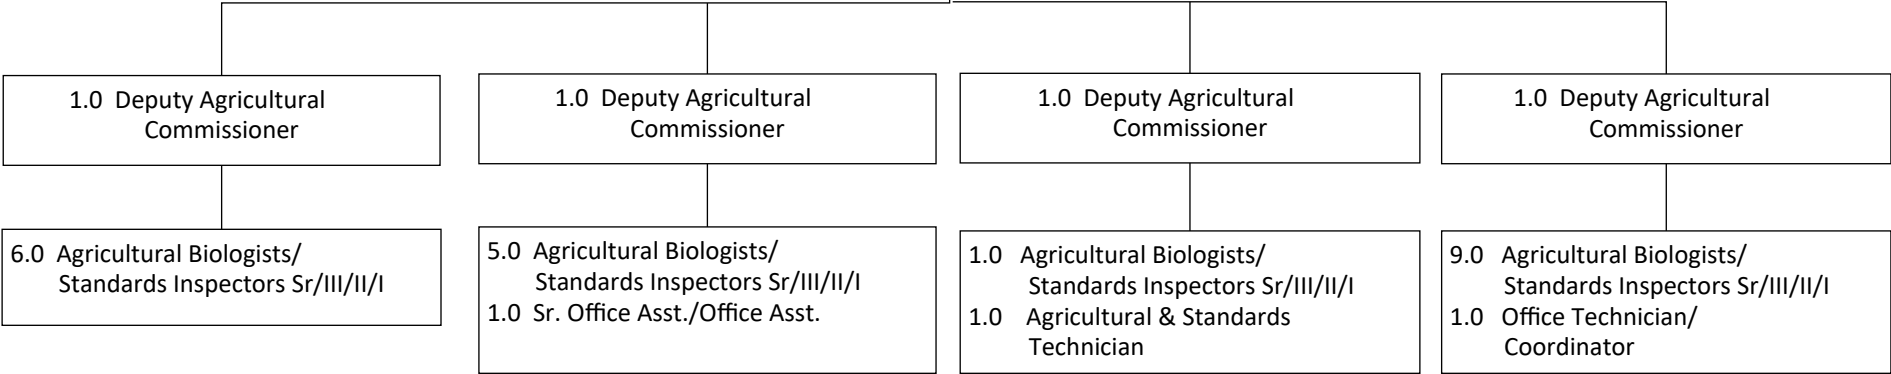 1.0 Deputy Agricultural
Commissioner
1.0 Deputy Agricultural
Commissioner
1.0 Deputy Agricultural
Commissioner
1.0 Deputy Agricultural
Commissioner
6.0 Agricultural Biologists/
Standards Inspectors Sr/III/II/I
5.0 Agricultural Biologists/
Standards Inspectors Sr/III/II/I
1.0 Sr. Office Asst./Office Asst.
1.0 Agricultural Biologists/
Standards Inspectors Sr/III/II/I
1.0 Agricultural & Standards
Technician
9.0 Agricultural Biologists/
Standards Inspectors Sr/III/II/I
1.0 Office Technician/
Coordinator